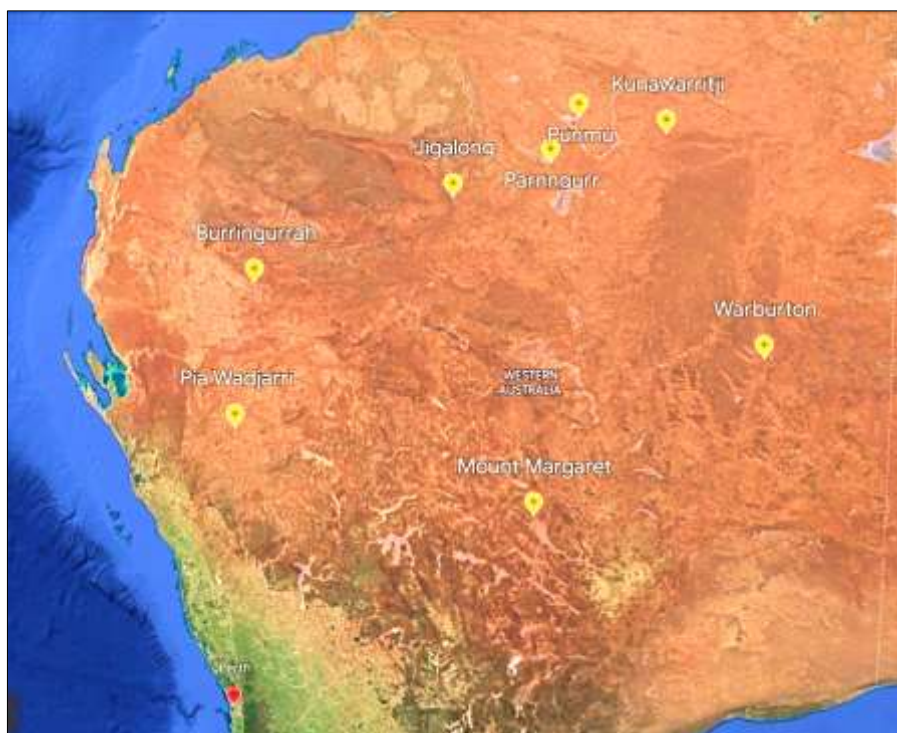 Kunawarritji
Punmu
Jigalong
Parnngurr
Burringurrah
Warburton
Pia Wadjarri
WESTERN
AUSTRALIA
Mount Margaret
Perth